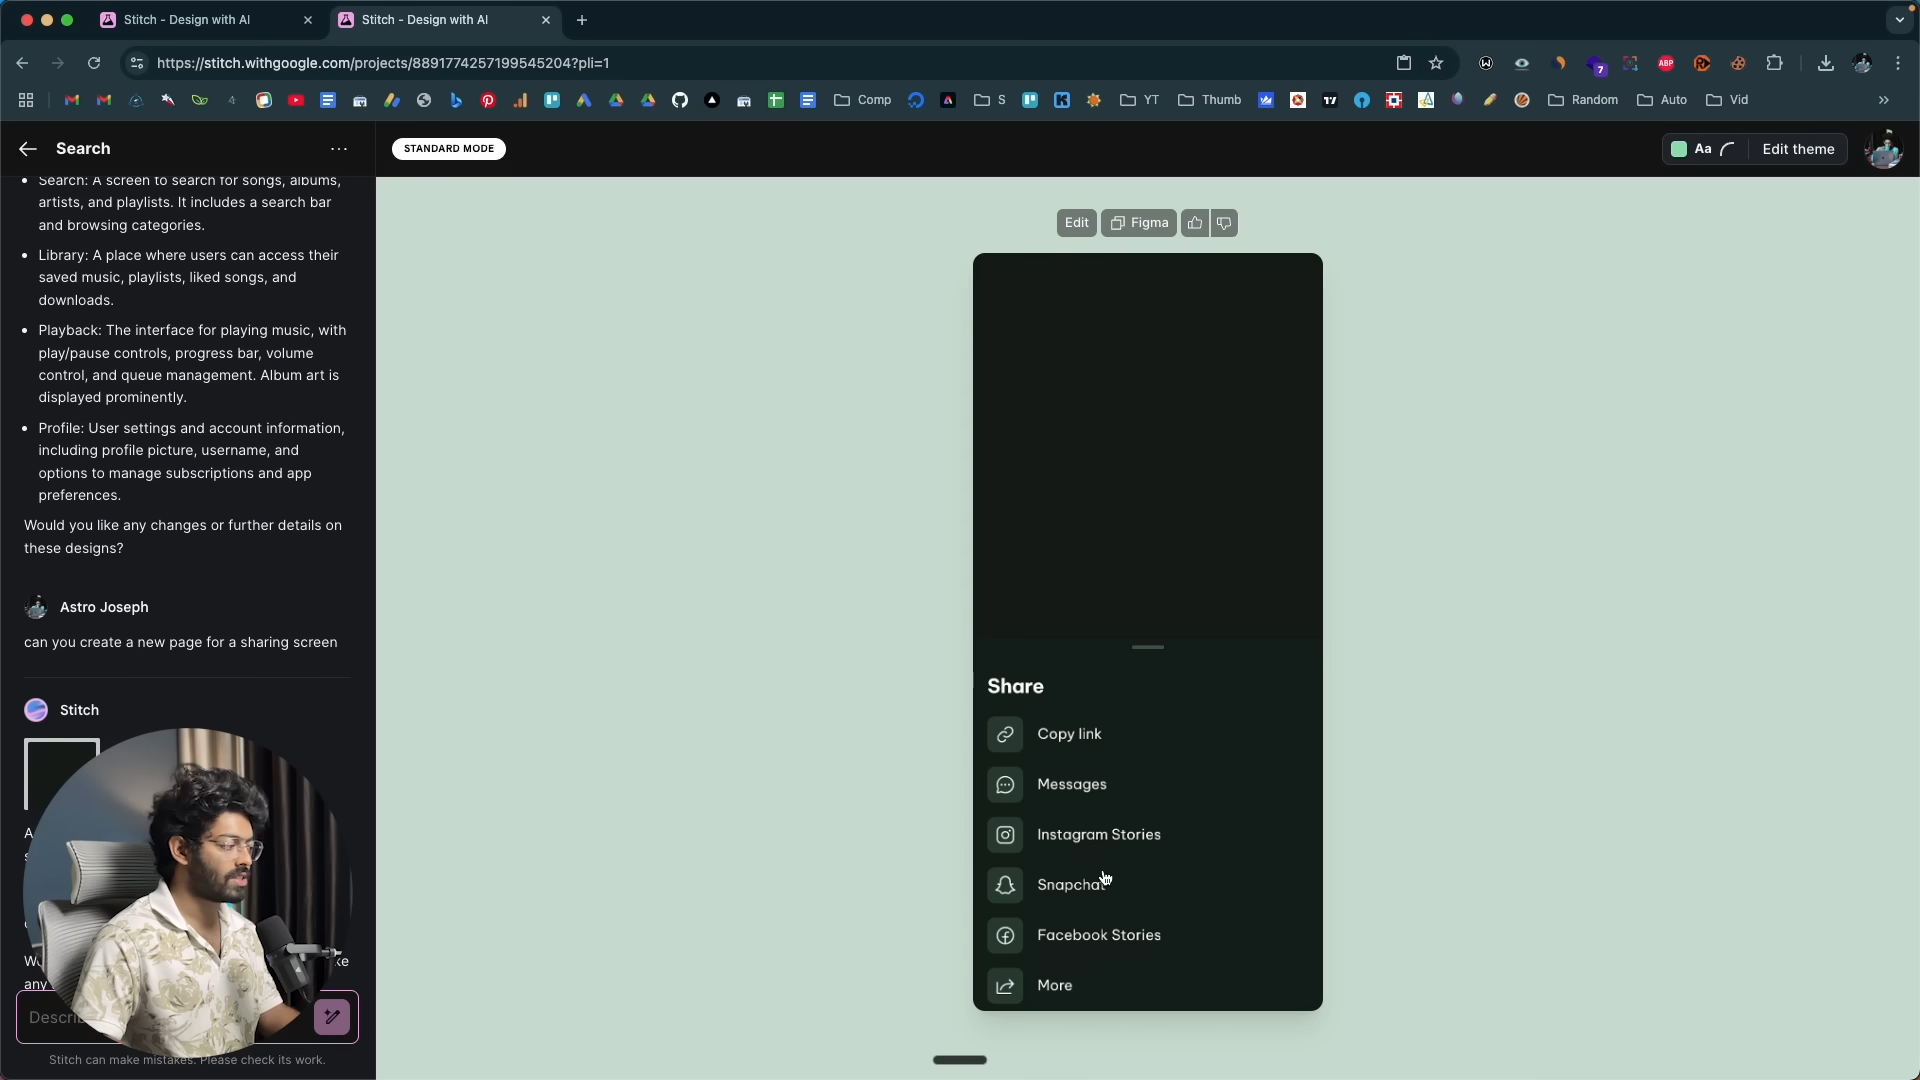 Stitch - Design with AI
Stitch - Design with AI
https://stitch.withgoogle.com/projects/8891774257199545204?pli=1
7
ABP
Comp
S
YT
Thumb
Random
Auto
Vid
Search
STANDARD MODE
Aa
Edit theme
Search: A screen to search for songs, albums,
artists, and playlists. It includes a search bar
and browsing categories.
Library: A place where users can access their
saved music, playlists, liked songs, and
downloads.
Playback: The interface for playing music, with
play/pause controls, progress bar, volume
control, and queue management. Album art is
displayed prominently.
Profile: User settings and account information,
including profile picture, username, and
options to manage subscriptions and app
preferences.
Would you like any changes or further details on
these designs?
Astro Joseph
can you create a new page for a sharing screen
Stitch
any
Stitch can make mistakes. Please check its work.
Edit
Figma
Share
Copy link
Messages
Instagram Stories
Snapchat
Facebook Stories
More